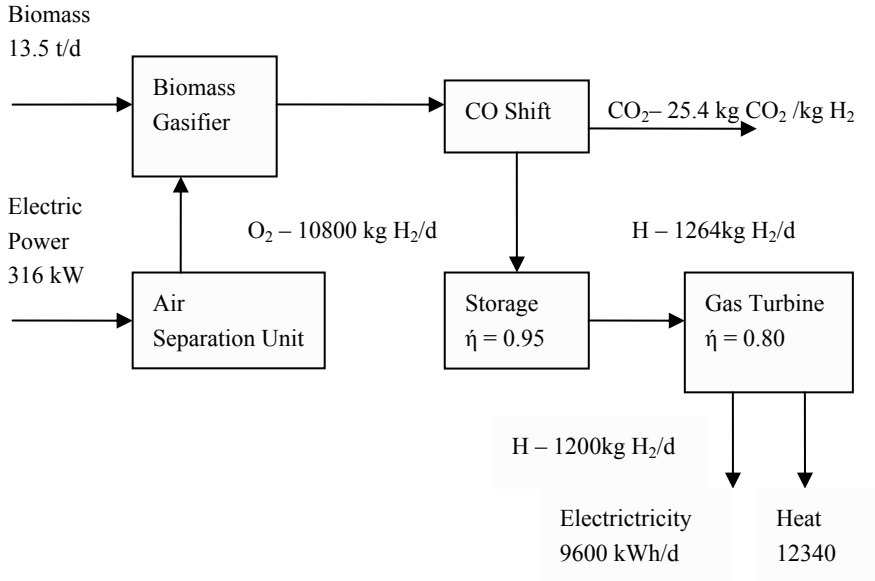 Biomass
13.5 t/d
Biomass
Gasifier
CO Shift
CO₂– 25.4 kg CO₂ /kg H₂
Electric
Power
316 kW
O₂ – 10800 kg H₂/d
H – 1264kg H₂/d
Air
Separation Unit
Storage
ή = 0.95
Gas Turbine
ή = 0.80
H – 1200kg H₂/d
Electrictricity
9600 kWh/d
Heat
12340